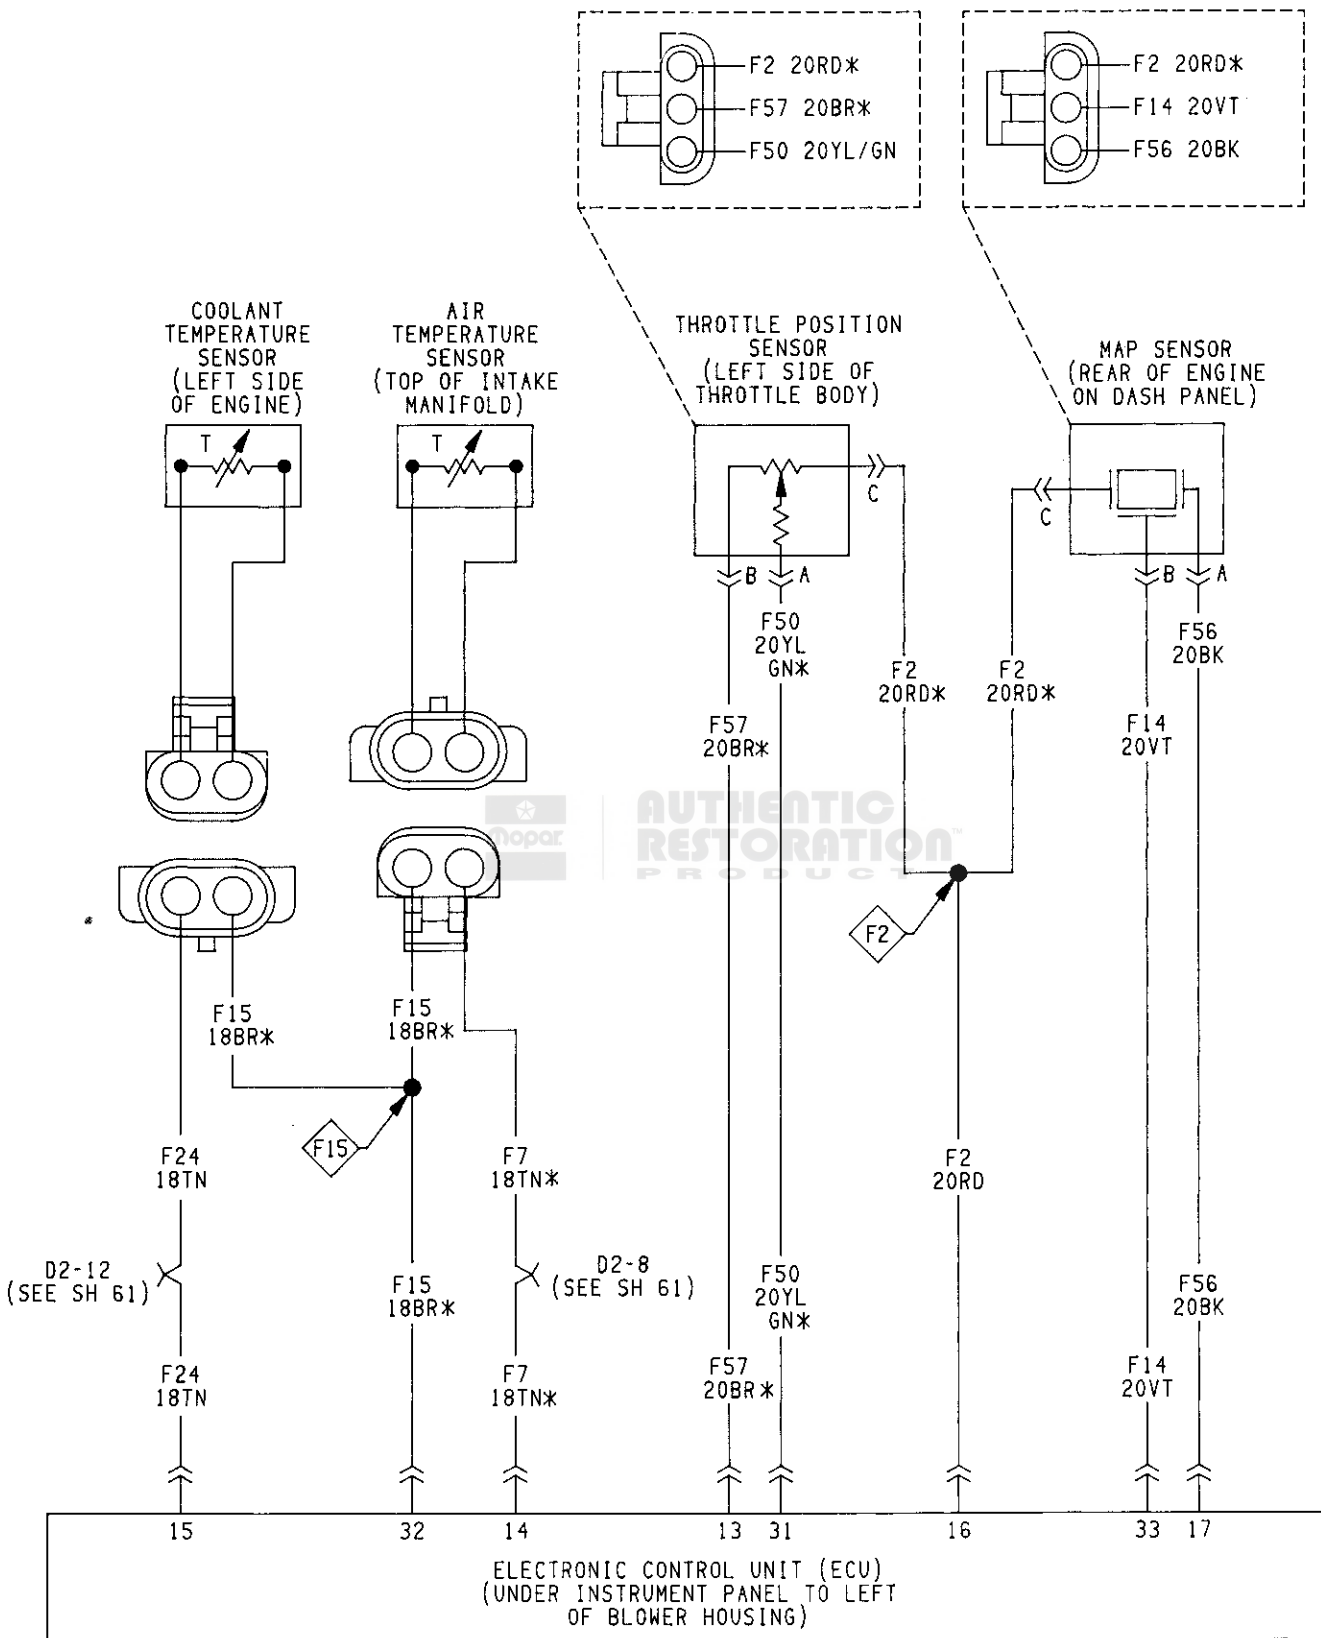 F2 20RD*
F57 20BR*
F50 20YL/GN
F2 20RD*
F14 20VT
F56 20BK
COOLANT
TEMPERATURE
SENSOR
(LEFT SIDE
OF ENGINE)
AIR
TEMPERATURE
SENSOR
(TOP OF INTAKE
MANIFOLD)
THROTTLE POSITION
SENSOR
(LEFT SIDE OF
THROTTLE BODY)
MAP SENSOR
(REAR OF ENGINE
ON DASH PANEL)
T
T
C
C
B
A
B
A
F50
20YL
GN*
F2
20RD*
F2
20RD*
F56
20BK
F57
20BR*
F14
20VT
Mopar
AUTHENTIC
RESTORATION™
PRODUCT
F2
F15
18BR*
F15
18BR*
F15
F24
18TN
F7
18TN*
F2
20RD
D2-12
(SEE SH 61)
F15
18BR*
D2-8
(SEE SH 61)
F50
20YL
GN*
F56
20BK
F24
18TN
F7
18TN*
F57
20BR*
F14
20VT
15
32
14
13
31
16
33
17
ELECTRONIC CONTROL UNIT (ECU)
(UNDER INSTRUMENT PANEL TO LEFT
OF BLOWER HOUSING)